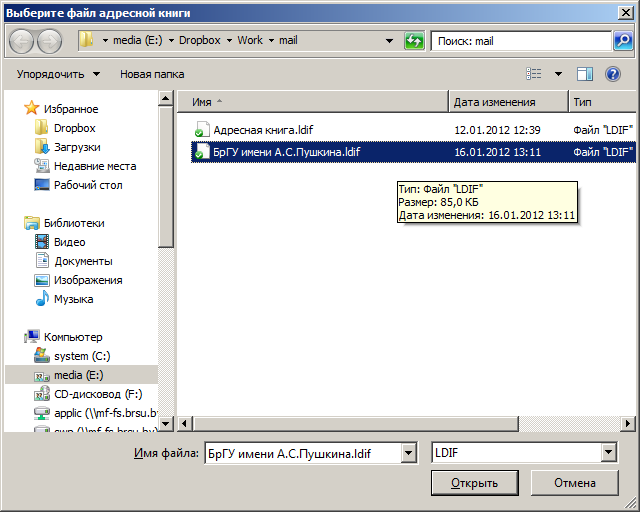 Выберите файл адресной книги
media (E:) Dropbox Work mail
Поиск: mail
Упорядочить Новая папка
Имя Дата изменения Тип
Избранное
Dropbox
Загрузки
Недавние места
Рабочий стол
Библиотеки
Видео
Документы
Изображения
Музыка
Компьютер
system (C:)
media (E:)
CD-дисковод (F:)
applic (\\mf-fs.brsu.by
Адресная книга.ldif 12.01.2012 12:39 Файл "LDIF"
БрГУ имени А.С.Пушкина.ldif 16.01.2012 13:11 Файл "LDIF"
Тип: Файл "LDIF"
Размер: 85,0 КБ
Дата изменения: 16.01.2012 13:11
Имя файла: БрГУ имени А.С.Пушкина.ldif LDIF
Открыть Отмена